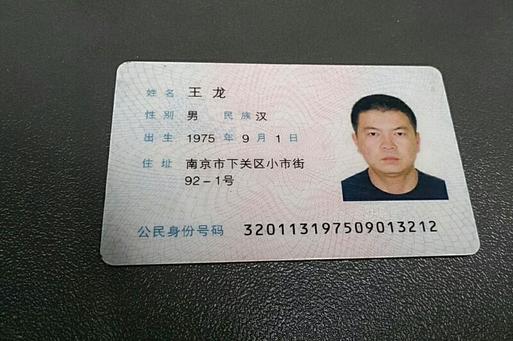 姓名 王龙
性别 男 民族 汉
出生 1975 年 9 月 1 日
住址 南京市下关区小市街
92-1号
公民身份号码 320113197509013212